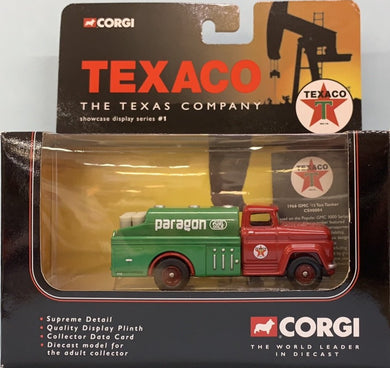 CORGI
TEXACO
THE TEXAS COMPANY
showcase display series #1
TEXACO
T
paragon
• Supreme Detail
• Quality Display Plinth
• Collector Data Card
• Diecast model for
the adult collector
CORGI
THE WORLD LEADER
IN DIECAST